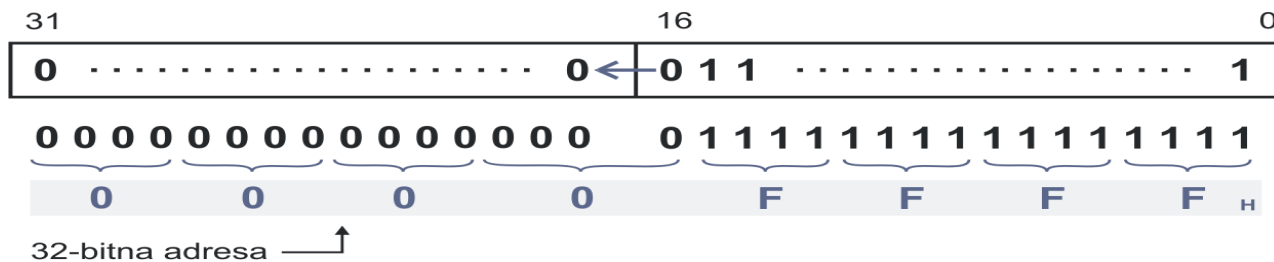 31 16 0
0 . . . . . . . . . . . . . . . . 0 ← 0 1 1 . . . . . . . . . . . . . . . . . . 1
0 0 0 0 0 0 0 0 0 0 0 0 0 0 0 0 1 1 1 1 1 1 1 1 1 1 1 1 1 1 1 1
0 0 0 0 F F F F H
32-bitna adresa